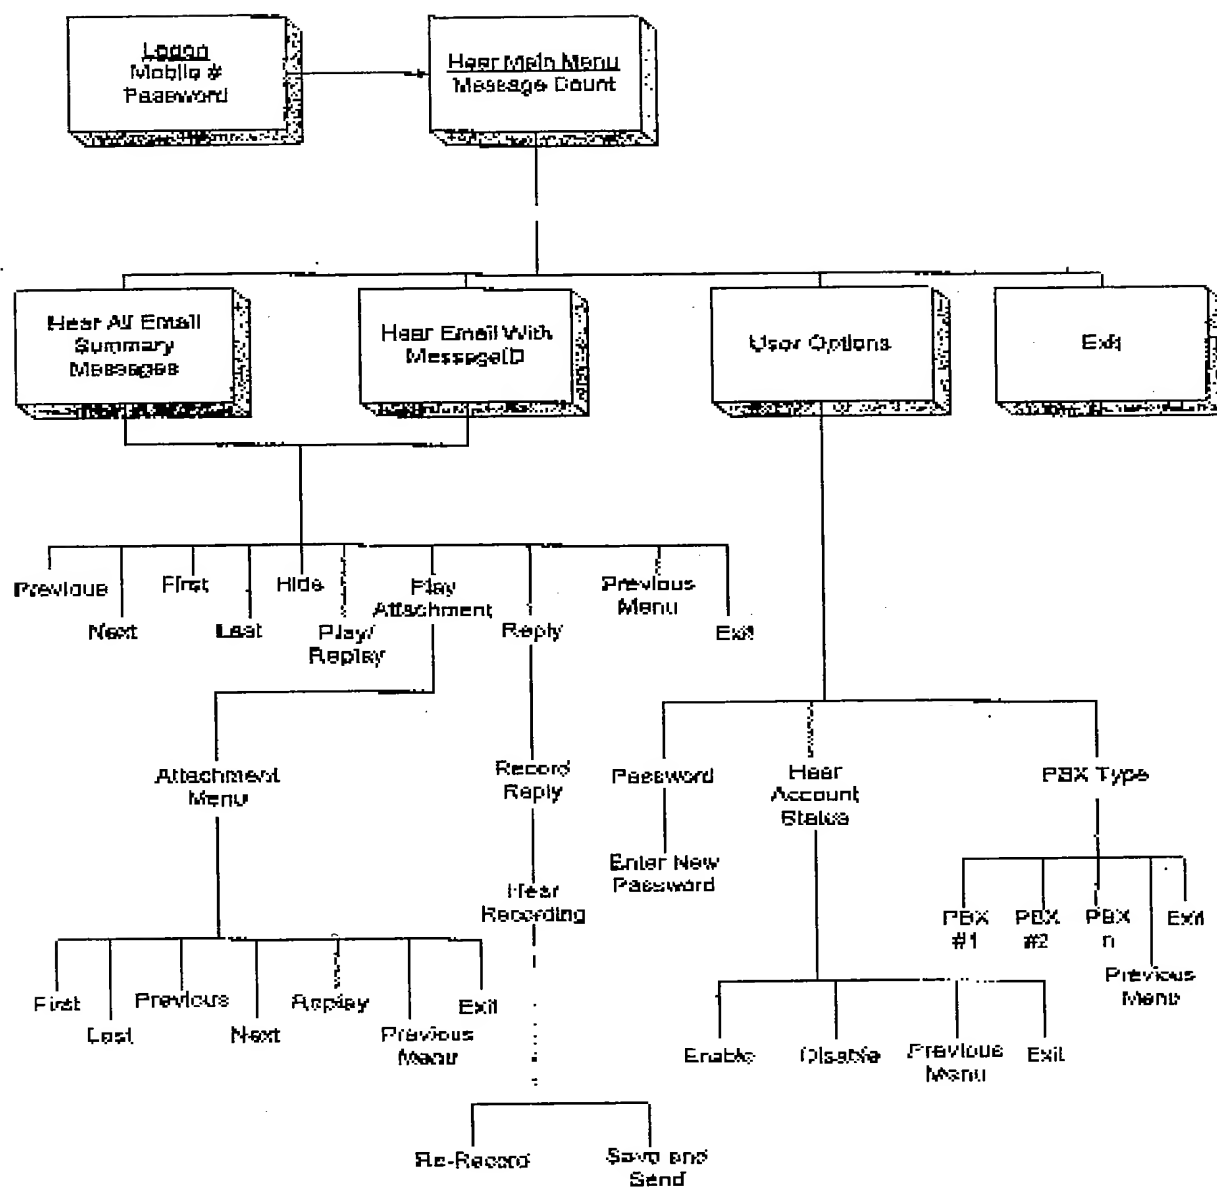 Logon
Mobile #
Password
Hear Main Menu
Message Count
Hear All Email
Summary
Messages
Hear Email With
MessageID
User Options
Exit
Previous
Next
First
Last
Hide
Play/
Replay
Play
Attachment
Reply
Previous
Menu
Exit
Attachment
Menu
Record
Reply
Password
Hear
Account
Status
PBX Type
Enter New
Password
Hear
Recording
PBX
#1
PBX
#2
PBX
n
Previous
Menu
Exit
First
Last
Previous
Next
Replay
Previous
Menu
Exit
Enable
Disable
Previous
Menu
Exit
Re-Record
Save and
Send